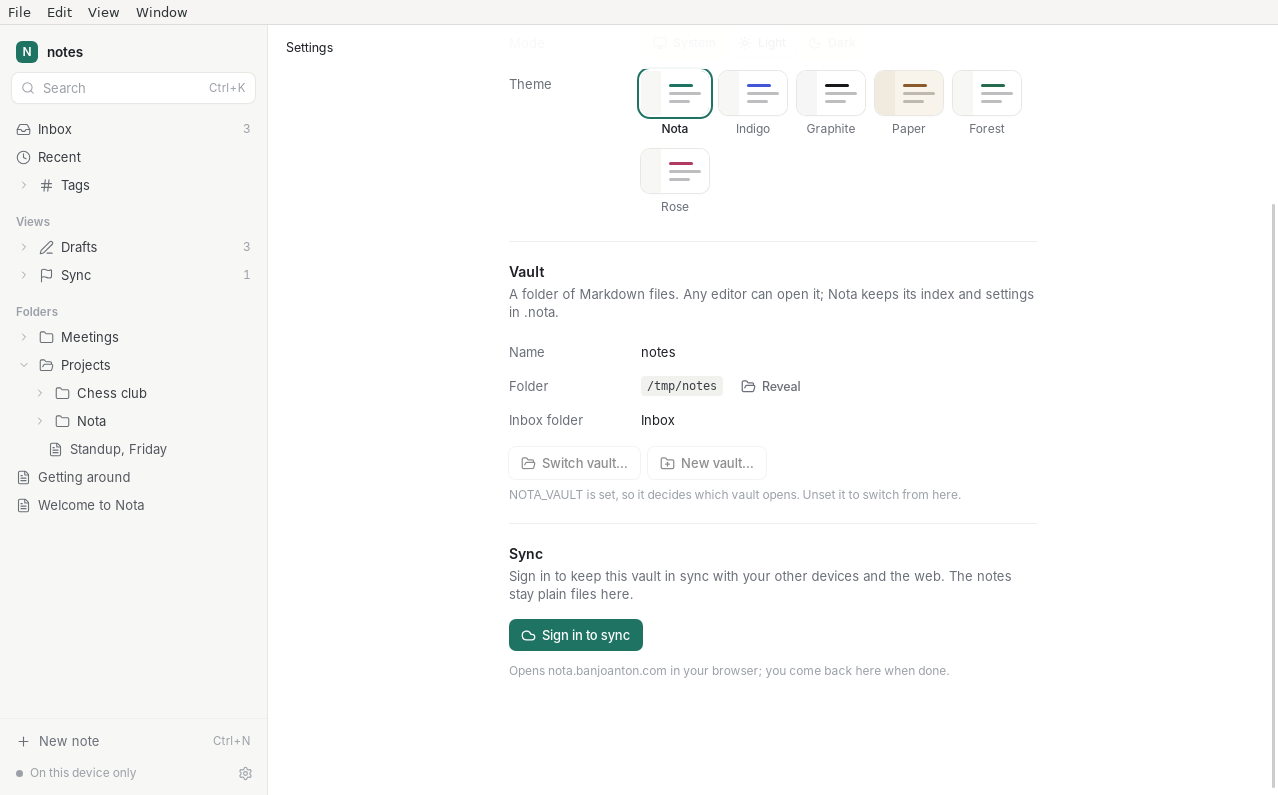 File Edit View Window
N notes
Search Ctrl+K
Inbox 3
Recent
Tags
Views
Drafts 3
Sync 1
Folders
Meetings
Projects
Chess club
Nota
Standup, Friday
Getting around
Welcome to Nota
New note Ctrl+N
On this device only
Settings
Mode System Light Dark
Theme
Nota Indigo Graphite Paper Forest
Rose
Vault
A folder of Markdown files. Any editor can open it; Nota keeps its index and settings
in .nota.
Name notes
Folder /tmp/notes Reveal
Inbox folder Inbox
Switch vault... New vault...
NOTA_VAULT is set, so it decides which vault opens. Unset it to switch from here.
Sync
Sign in to keep this vault in sync with your other devices and the web. The notes
stay plain files here.
Sign in to sync
Opens nota.banjoanton.com in your browser; you come back here when done.